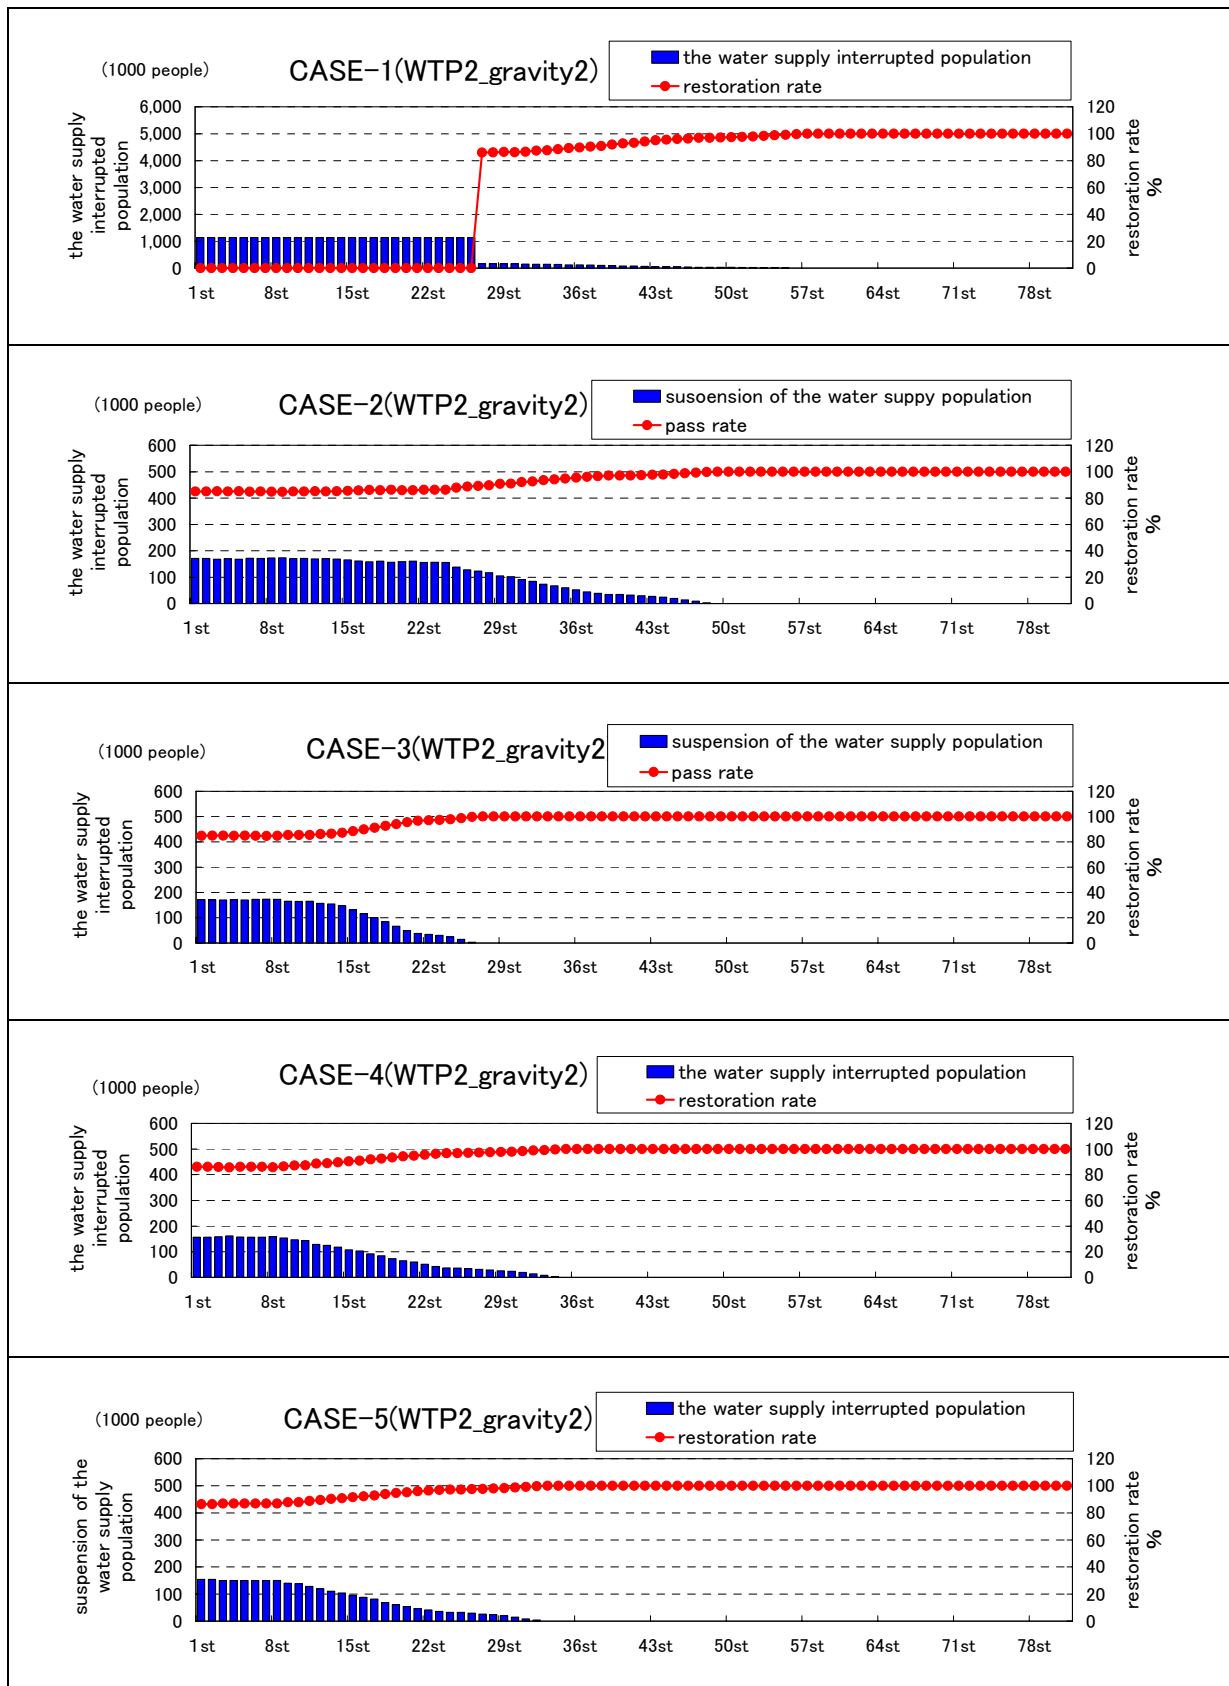 (1000 people)
CASE-1(WTP2_gravity2)
the water supply interrupted population
restoration rate
the water supply
interrupted
population
6,000
5,000
4,000
3,000
2,000
1,000
0
120
100
80
60
40
20
0
restoration rate
%
1st 8st 15st 22st 29st 36st 43st 50st 57st 64st 71st 78st
(1000 people)
CASE-2(WTP2_gravity2)
susoension of the water suppy population
pass rate
the water supply
interrupted
population
600
500
400
300
200
100
0
120
100
80
60
40
20
0
restoration rate
%
1st 8st 15st 22st 29st 36st 43st 50st 57st 64st 71st 78st
(1000 people)
CASE-3(WTP2_gravity2
suspension of the water supply population
pass rate
the water supply
interrupted
population
600
500
400
300
200
100
0
120
100
80
60
40
20
0
restoration rate
%
1st 8st 15st 22st 29st 36st 43st 50st 57st 64st 71st 78st
(1000 people)
CASE-4(WTP2_gravity2)
the water supply interrupted population
restoration rate
the water supply
interrupted
population
600
500
400
300
200
100
0
120
100
80
60
40
20
0
restoration rate
%
1st 8st 15st 22st 29st 36st 43st 50st 57st 64st 71st 78st
(1000 people)
CASE-5(WTP2_gravity2)
the water supply interrupted population
restoration rate
suspension of the
water supply
population
600
500
400
300
200
100
0
120
100
80
60
40
20
0
restoration rate
%
1st 8st 15st 22st 29st 36st 43st 50st 57st 64st 71st 78st